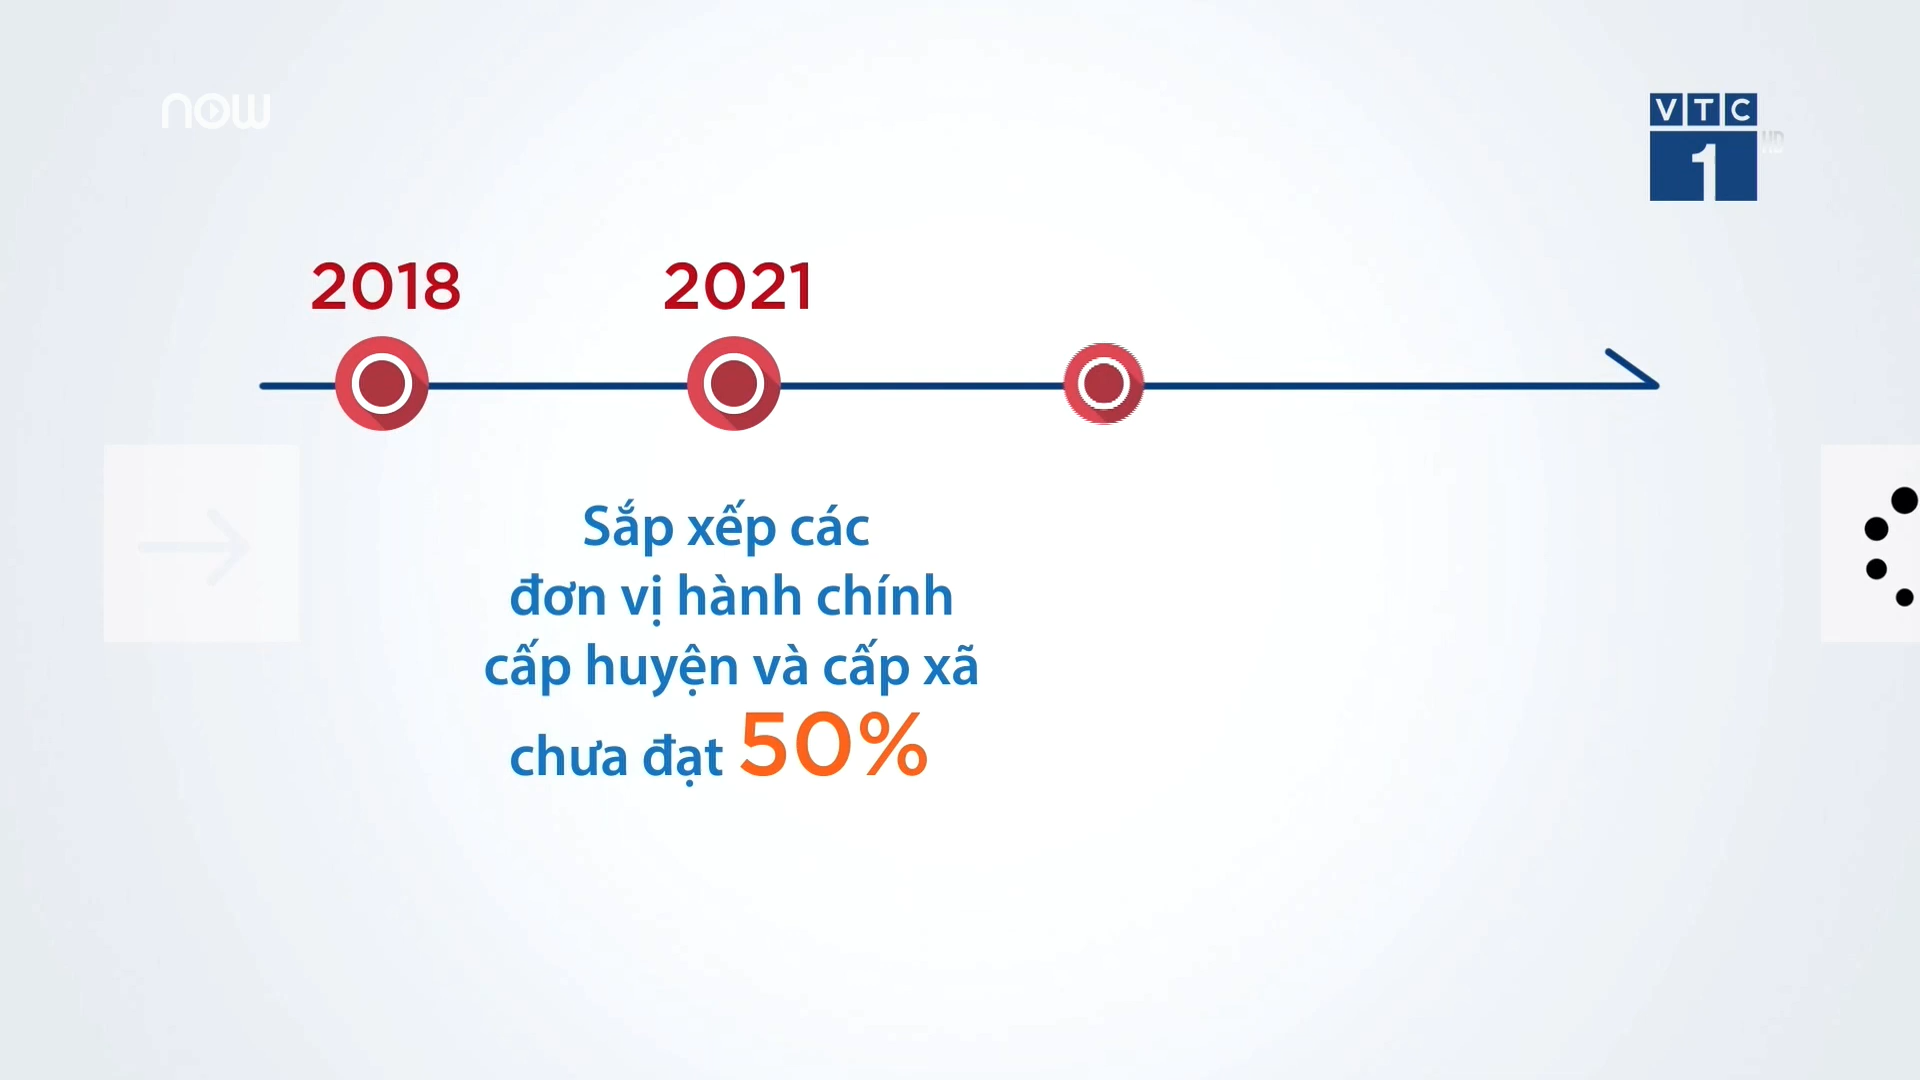 now
VTC
1
HD
2018 2021
Sắp xếp các
đơn vị hành chính
cấp huyện và cấp xã
chưa đạt 50%